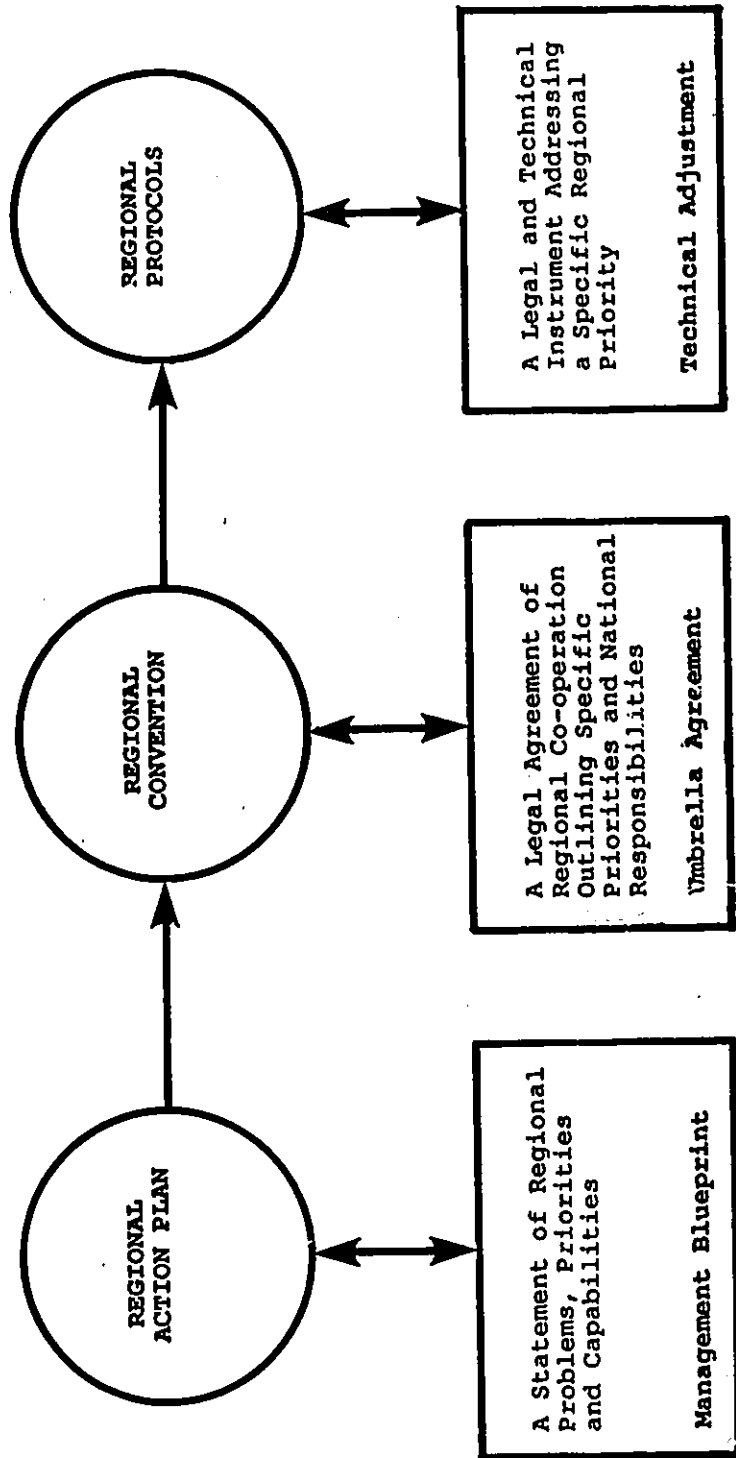 REGIONAL
ACTION PLAN
REGIONAL
CONVENTION
REGIONAL
PROTOCOLS
A Statement of Regional
Problems, Priorities
and Capabilities
Management Blueprint
A Legal Agreement of
Regional Co-operation
Outlining Specific
Priorities and National
Responsibilities
Umbrella Agreement
A Legal and Technical
Instrument Addressing
a Specific Regional
Priority
Technical Adjustment